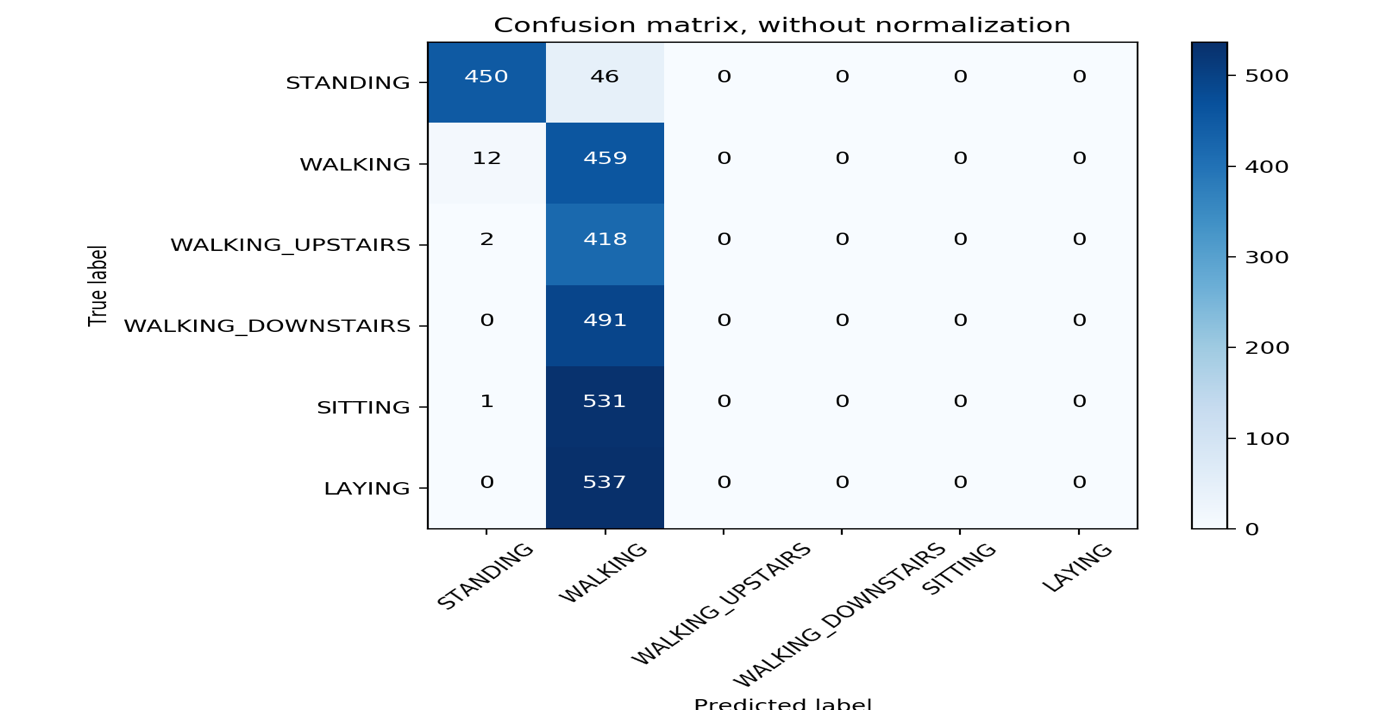 Confusion matrix, without normalization
STANDING 450 46 0 0 0 0
WALKING 12 459 0 0 0 0
WALKING_UPSTAIRS 2 418 0 0 0 0
WALKING_DOWNSTAIRS 0 491 0 0 0 0
SITTING 1 531 0 0 0 0
LAYING 0 537 0 0 0 0
True label
STANDING WALKING WALKING_UPSTAIRS WALKING_DOWNSTAIRS SITTING LAYING
Predicted label
500
400
300
200
100
0